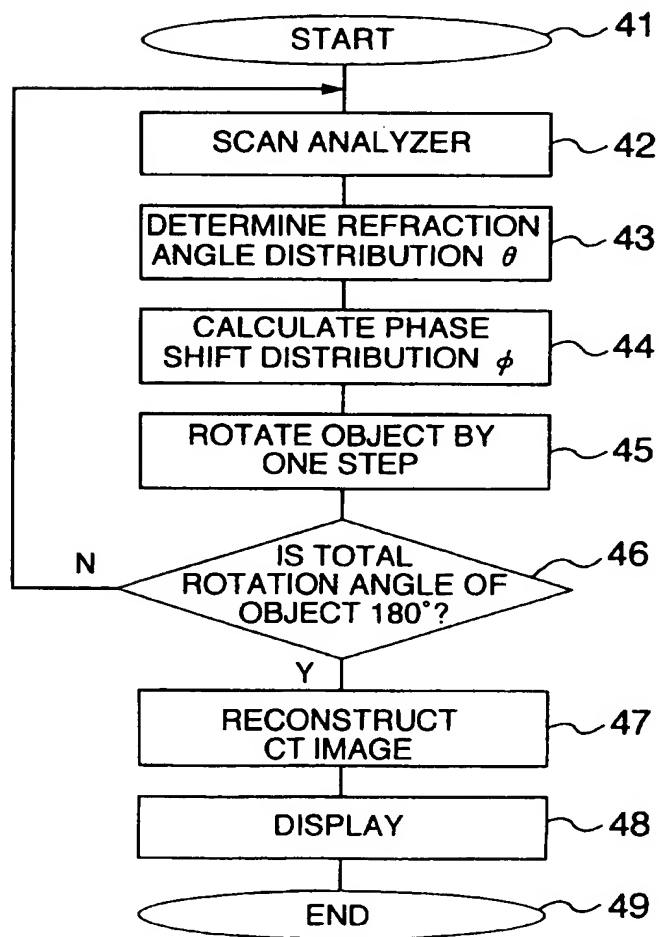 START
41
SCAN ANALYZER
42
DETERMINE REFRACTION
ANGLE DISTRIBUTION θ
43
CALCULATE PHASE
SHIFT DISTRIBUTION φ
44
ROTATE OBJECT BY
ONE STEP
45
N
IS TOTAL
ROTATION ANGLE OF
OBJECT 180°?
46
Y
RECONSTRUCT
CT IMAGE
47
DISPLAY
48
END
49